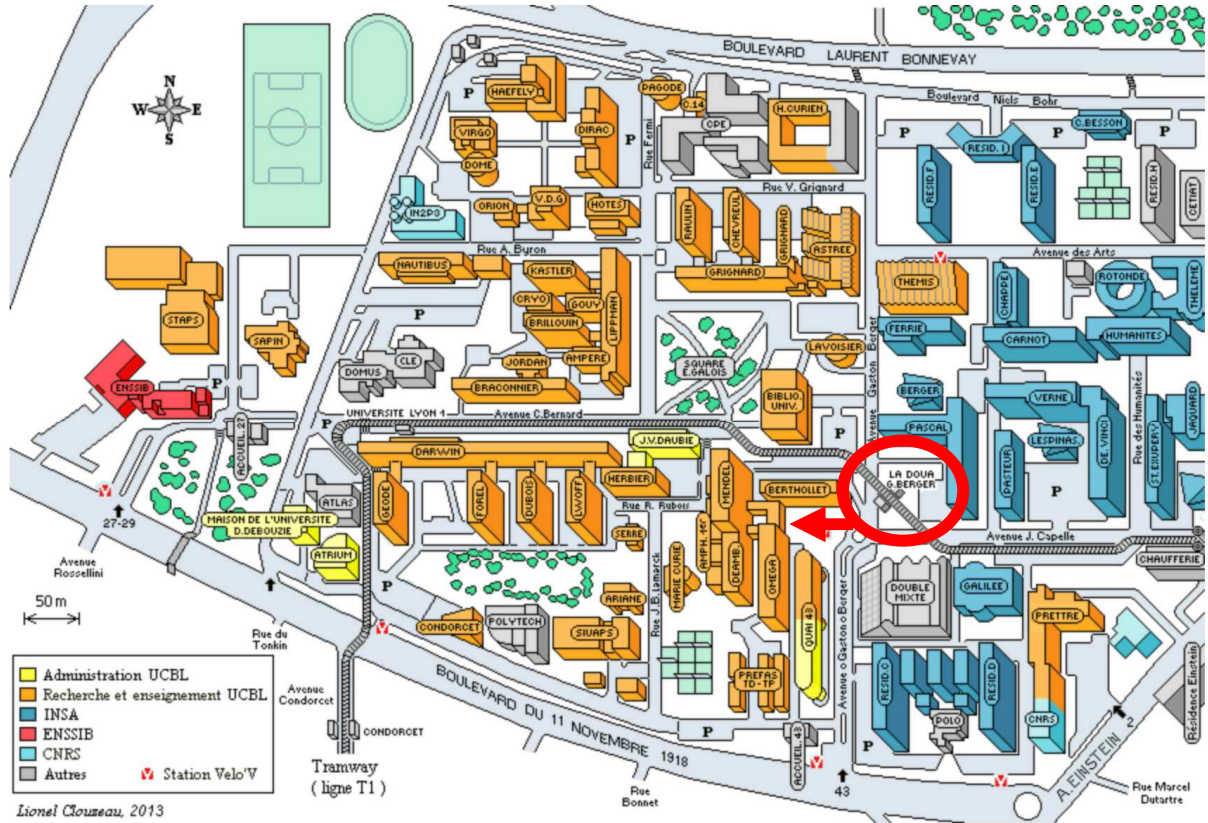 BOULEVARD LAURENT BONNEVAY
Boulevard Niels Bohr
N
W E
S
P
HAEFELY
PAGODE
C.14
CPE
H.CURIEN
C.BESSON
VIRGO
DIRAC
P
Rue Fermi
P
RESID. I
P
P
DOME
RESID.F
RESID.E
RESID.H
CETIAT
Rue V. Grignard
IN2P3
ORION
V.D.G
HOTES
RAULIN
CHEVREUL
GRIGNARD
ASTREE
Rue A. Byron
Avenue des Arts
NAUTIBUS
KASTLER
GRIGNARD
THEMIS
CHAPPE
ROTONDE
THELEME
CRYO
GOUY
LIPPMAN
STAPS
P
BRILLOUIN
FERRIE
CARNOT
HUMANITES
SAPIN
CLE
JORDAN
AMPERE
SQUARE
E.GALOIS
LAVOISIER
Avenue Gaston Berger
DOMUS
BRACONNIER
ENSSIB
P
BIBLIO.
UNIV.
BERGER
VERNE
Rue des Humanités
JAQUARD
UNIVERSITE LYON 1
Avenue C.Bernard
P
P
PASCAL
LESPINAS.
ACCUEIL.27
DARWIN
J.V.DAUBIE
PASTEUR
DE.VINCI
ST.EXUPERY
MENDEL
LA DOUA
G.BERGER
ATLAS
GEODE
FOREL
DUBOIS
LWOFF
HERBIER
BERTHOLLET
27-29
MAISON DE L'UNIVERSITE
D.DEBOUZIE
Rue R. Rubois
SERRE
AMPH. 1er
Avenue J. Capelle
Avenue
Rossellini
ATRIUM
DEAMB.
OMEGA
CHAUFFERIE
MARIE CURIE
Rue J.B.Lamarck
DOUBLE
MIXTE
GALILEE
50 m
P
ARIANE
PRETTRE
Rue du
Tonkin
CONDORCET
POLYTECH
SIVAPS
QUAI 43
Avenue o Gaston o Berger
RESID.C
RESID.D
PREFAS
TD-TP
Résidence Einstein
Administration UCBL
Recherche et enseignement UCBL
INSA
ENSSIB
CNRS
Autres
Station Velo'V
Avenue
Condorcet
CONDORCET
BOULEVARD DU 11 NOVEMBRE 1918
P
ACCUEIL.43
P
POLO
CNRS
A. EINSTEIN 2
Tramway
( ligne T1 )
Rue
Bonnet
43
Rue Marcel
Dutartre
Lionel Clouzeau, 2013